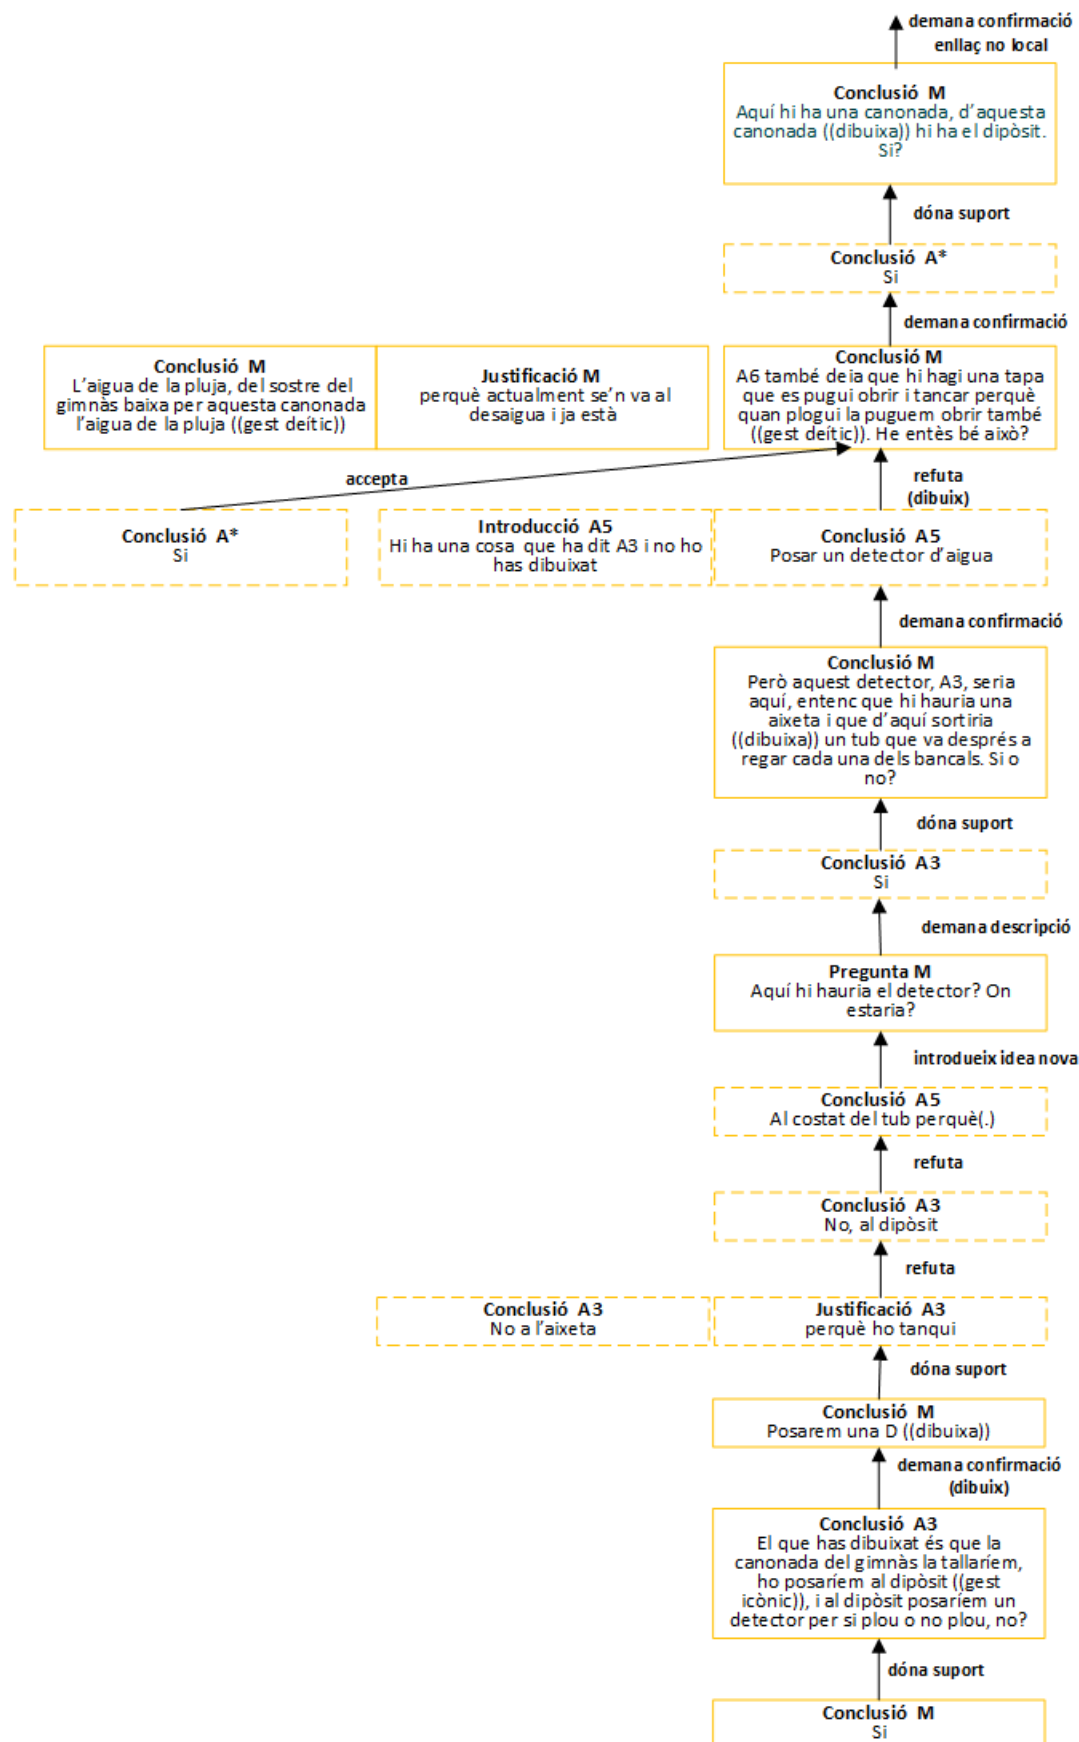 demana confirmació
enllaç no local
Conclusió M
Aquí hi ha una canonada, d'aquesta
canonada ((dibuixa)) hi ha el dipòsit.
Si?
dóna suport
Conclusió A*
Si
demana confirmació
Conclusió M
L'aigua de la pluja, del sostre del
gimnàs baixa per aquesta canonada
l'aigua de la pluja ((gest deític))
Justificació M
perquè actualment se'n va al
desaigua i ja està
Conclusió M
A6 també deia que hi hagi una tapa
que es pugui obrir i tancar perquè
quan plogui la puguem obrir també
((gest deític)). He entès bé això?
accepta
refuta
(dibuix)
Conclusió A*
Si
Introducció A5
Hi ha una cosa que ha dit A3 i no ho
has dibuixat
Conclusió A5
Posar un detector d'aigua
demana confirmació
Conclusió M
Però aquest detector, A3, seria
aquí, entenc que hi hauria una
aixeta i que d'aquí sortiria
((dibuixa)) un tub que va després a
regar cada una dels bancals. Si o
no?
dóna suport
Conclusió A3
Si
demana descripció
Pregunta M
Aquí hi hauria el detector? On
estaria?
introdueix idea nova
Conclusió A5
Al costat del tub perquè(.)
refuta
Conclusió A3
No, al dipòsit
refuta
Conclusió A3
No a l'aixeta
Justificació A3
perquè ho tanqui
dóna suport
Conclusió M
Posarem una D ((dibuixa))
demana confirmació
(dibuix)
Conclusió A3
El que has dibuixat és que la
canonada del gimnàs la tallaríem,
ho posaríem al dipòsit ((gest
icònic)), i al dipòsit posaríem un
detector per si plou o no plou, no?
dóna suport
Conclusió M
Si